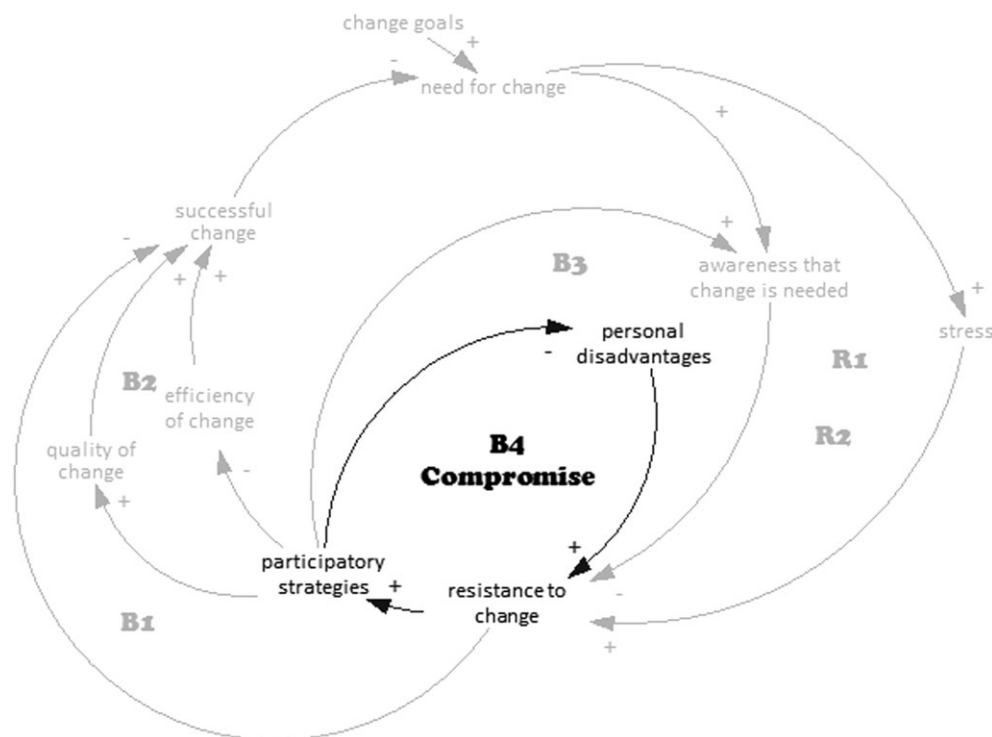 change goals
+
-
need for change
+
successful
change
-
+
+
+
B3
awareness that
change is needed
+
stress
personal
disadvantages
-
R1
B2
efficiency
of change
R2
quality of
change
B4
Compromise
-
+
participatory
strategies
+
+
resistance to
change
-
B1
+